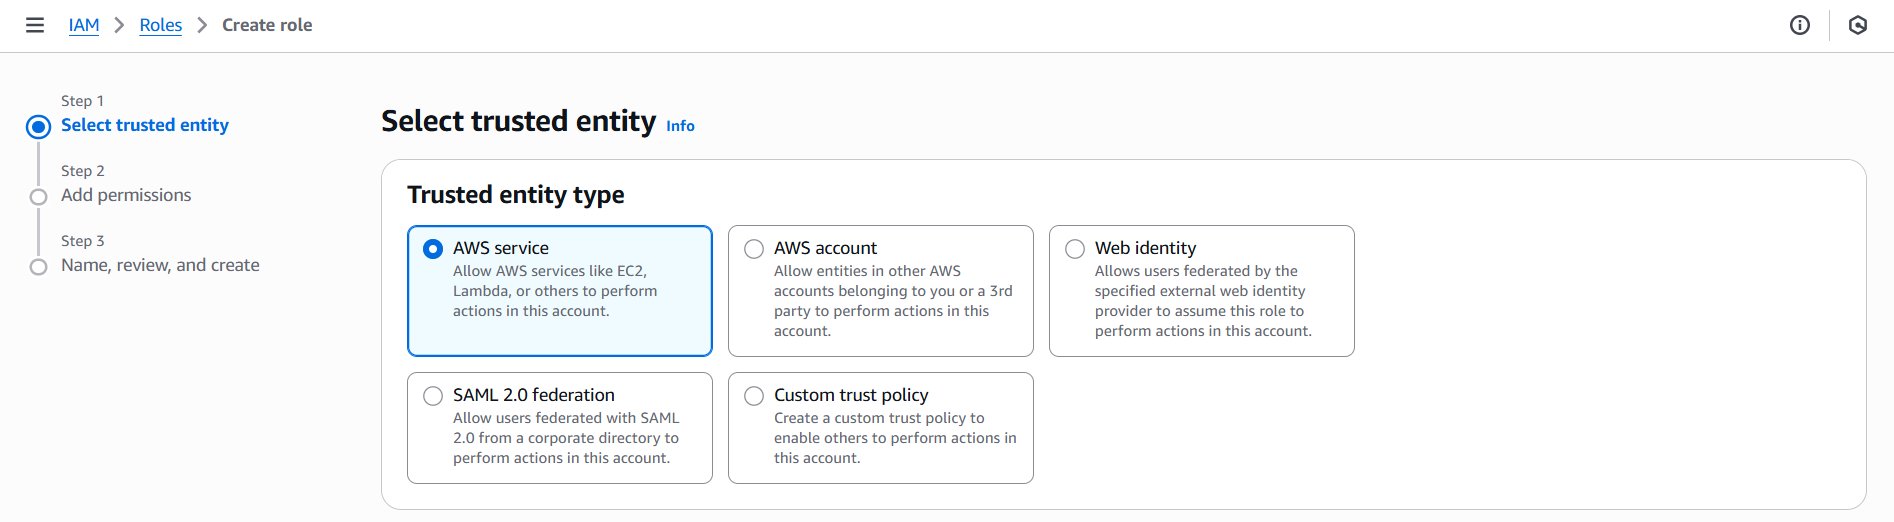 IAM > Roles > Create role
Step 1
Select trusted entity
Step 2
Add permissions
Step 3
Name, review, and create
Select trusted entity Info
Trusted entity type
AWS service
Allow AWS services like EC2,
Lambda, or others to perform
actions in this account.
AWS account
Allow entities in other AWS
accounts belonging to you or a 3rd
party to perform actions in this
account.
Web identity
Allows users federated by the
specified external web identity
provider to assume this role to
perform actions in this account.
SAML 2.0 federation
Allow users federated with SAML
2.0 from a corporate directory to
perform actions in this account.
Custom trust policy
Create a custom trust policy to
enable others to perform actions in
this account.